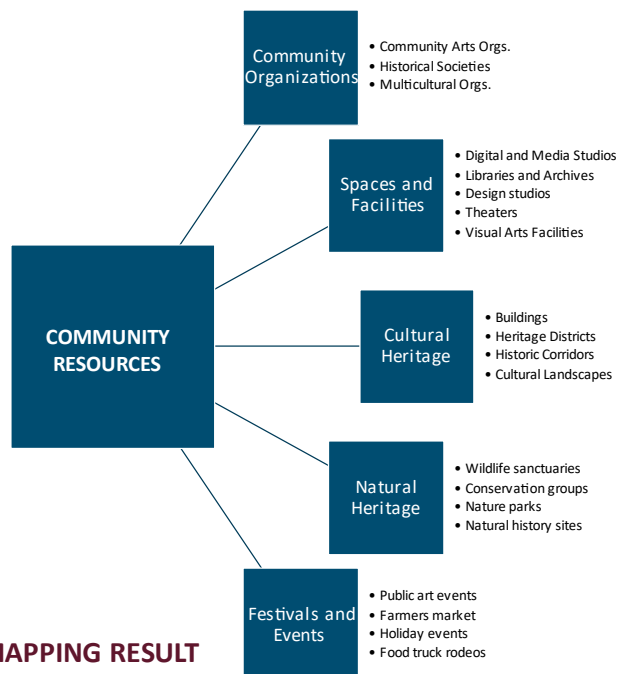 Community
Organizations
• Community Arts Orgs.
• Historical Societies
• Multicultural Orgs.
Spaces and
Facilities
• Digital and Media Studios
• Libraries and Archives
• Design studios
• Theaters
• Visual Arts Facilities
COMMUNITY
RESOURCES
Cultural
Heritage
• Buildings
• Heritage Districts
• Historic Corridors
• Cultural Landscapes
Natural
Heritage
• Wildlife sanctuaries
• Conservation groups
• Nature parks
• Natural history sites
Festivals and
Events
• Public art events
• Farmers market
• Holiday events
• Food truck rodeos
RESULT